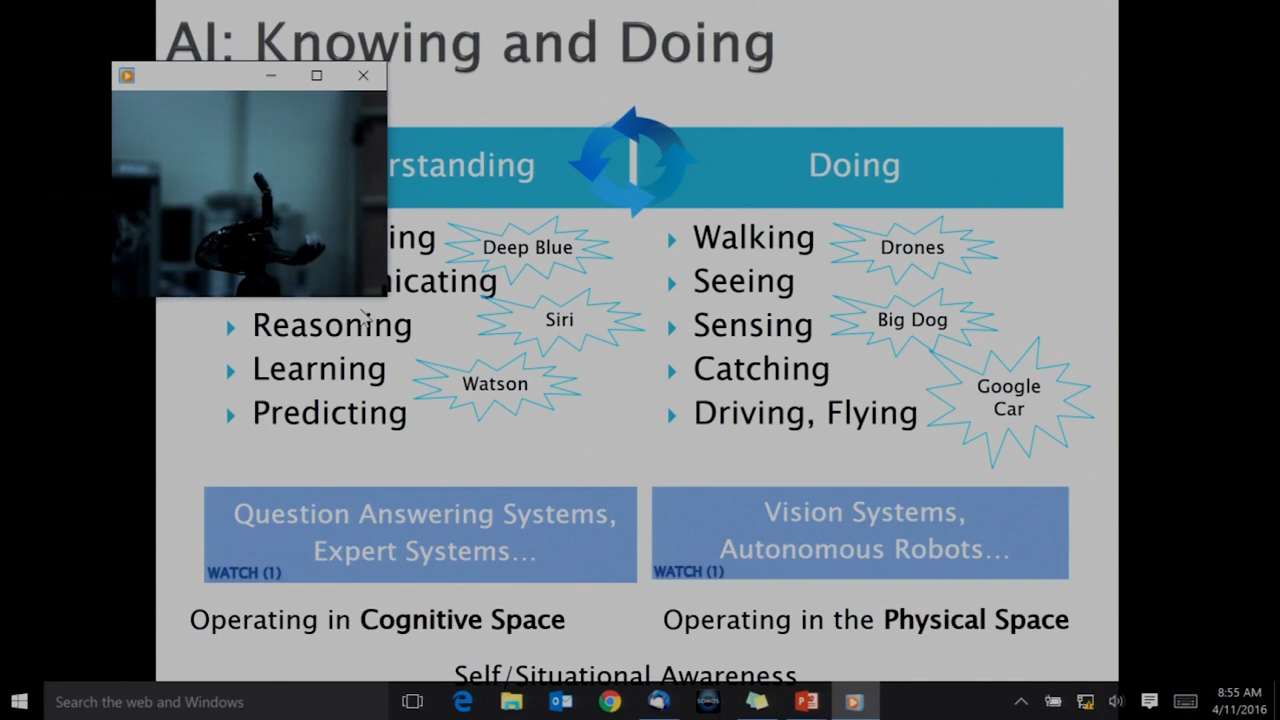 AI: Knowing and Doing
rstanding
Doing
ing
nicating
Reasoning
Learning
Predicting
Deep Blue
Siri
Watson
Walking
Seeing
Sensing
Catching
Driving, Flying
Drones
Big Dog
Google
Car
Question Answering Systems,
Expert Systems...
WATCH (1)
Vision Systems,
Autonomous Robots...
WATCH (1)
Operating in Cognitive Space
Operating in the Physical Space
Self/Situational Awareness
Search the web and Windows
SONOS
8:55 AM
4/11/2016